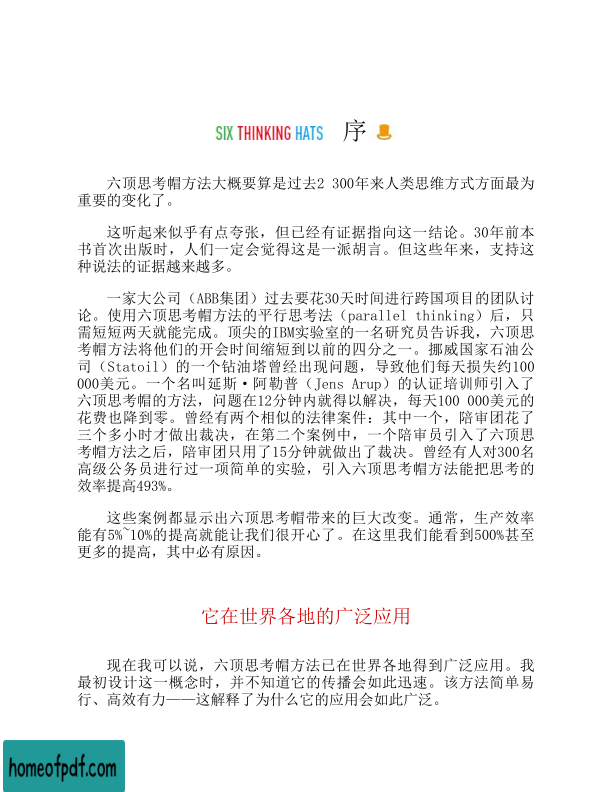 SIX THINKING HATS 序
六顶思考帽方法大概要算是过去2 300年来人类思维方式方面最为
重要的变化了。
这听起来似乎有点夸张，但已经有证据指向这一结论。30年前本
书首次出版时，人们一定会觉得这是一派胡言。但这些年来，支持这
种说法的证据越来越多。
一家大公司（ABB集团）过去要花30天时间进行跨国项目的团队讨
论。使用六顶思考帽方法的平行思考法（parallel thinking）后，只
需短短两天就能完成。顶尖的IBM实验室的一名研究员告诉我，六顶思
考帽方法将他们的开会时间缩短到以前的四分之一。挪威国家石油公
司（Statoil）的一个钻油塔曾经出现问题，导致他们每天损失约100
000美元。一个名叫延斯·阿勒普（Jens Arup）的认证培训师引入了
六顶思考帽的方法，问题在12分钟内就得以解决，每天100 000美元的
花费也降到零。曾经有两个相似的法律案件：其中一个，陪审团花了
三个多小时才做出裁决，在第二个案例中，一个陪审员引入了六顶思
考帽方法之后，陪审团只用了15分钟就做出了裁决。曾经有人对300名
高级公务员进行过一项简单的实验，引入六顶思考帽方法能把思考的
效率提高493%。
这些案例都显示出六顶思考帽带来的巨大改变。通常，生产效率
能有5%~10%的提高就能让我们很开心了。在这里我们能看到500%甚至
更多的提高，其中必有原因。
它在世界各地的广泛应用
现在我可以说，六顶思考帽方法已在世界各地得到广泛应用。我
最初设计这一概念时，并不知道它的传播会如此迅速。该方法简单易
行、高效有力——这解释了为什么它的应用会如此广泛。
homeofpdf.com